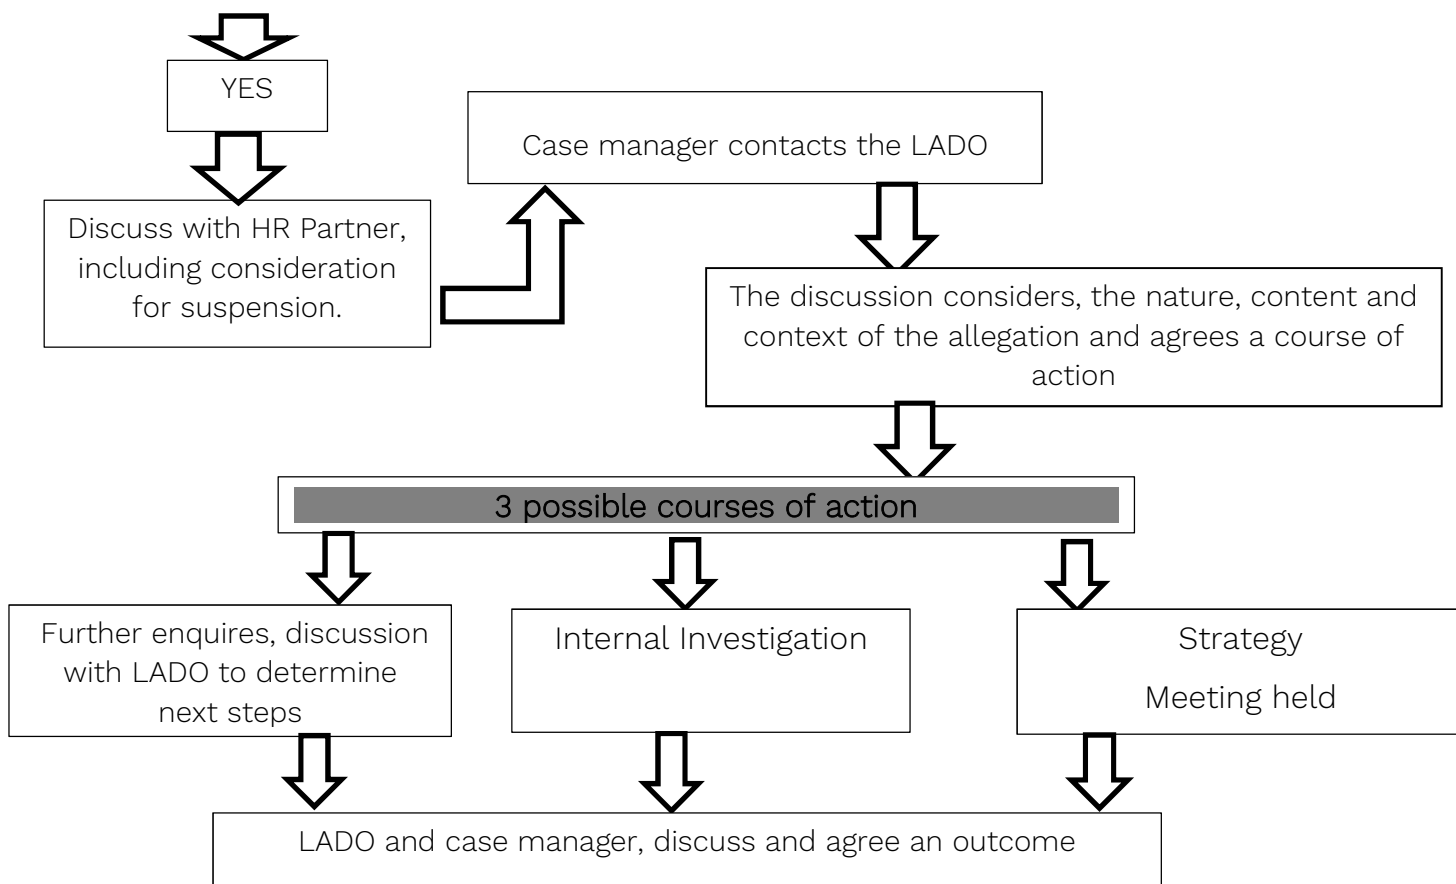 YES
Case manager contacts the LADO
Discuss with HR Partner,
including consideration
for suspension.
The discussion considers, the nature, content and
context of the allegation and agrees a course of
action
3 possible courses of action
Further enquires, discussion
with LADO to determine
next steps
Internal Investigation
Strategy
Meeting held
LADO and case manager, discuss and agree an outcome